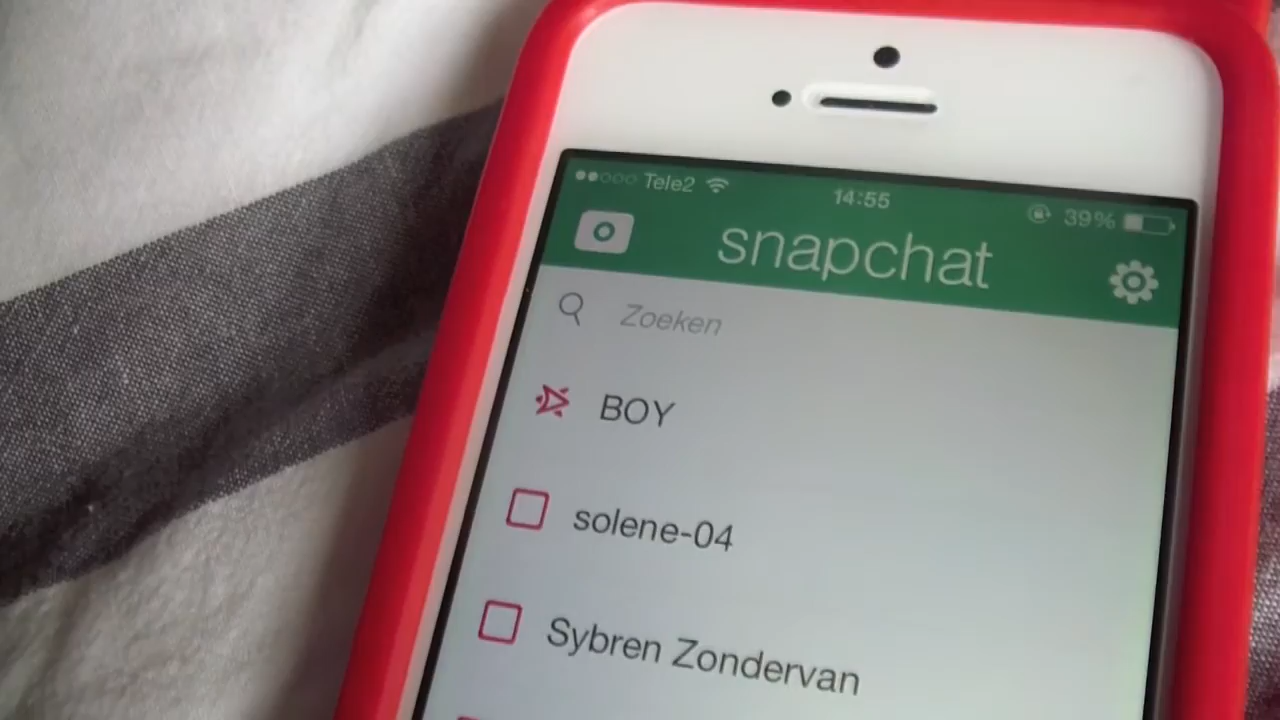 Tele2 14:55 39%
snapchat
Zoeken
BOY
solene-04
Sybren Zondervan